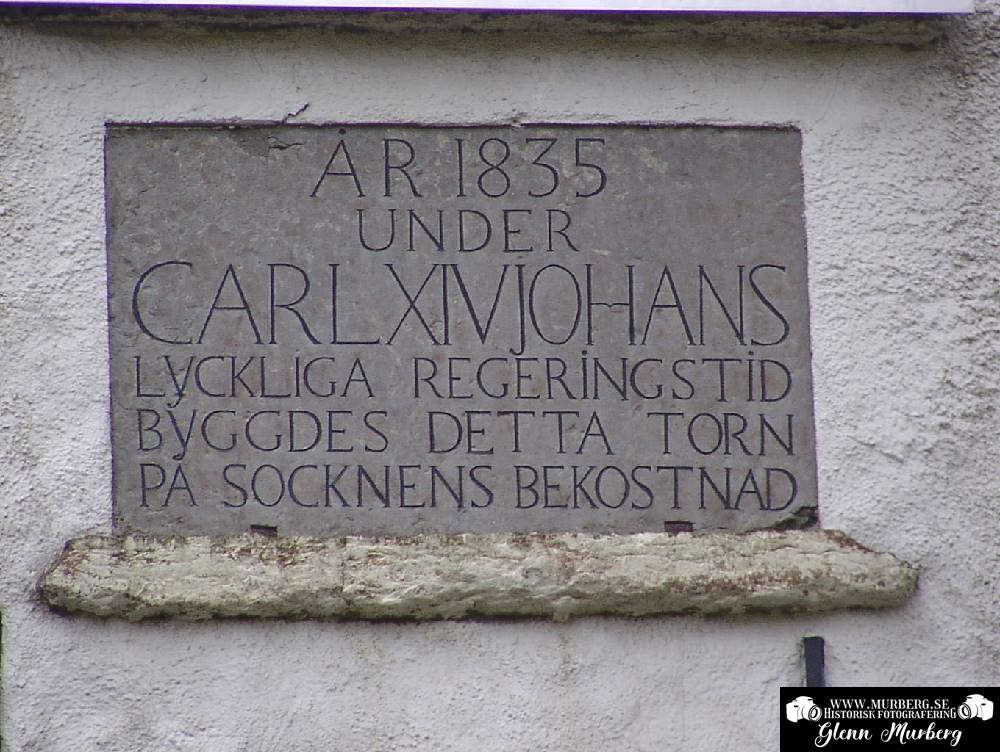 ÅR 1835
UNDER
CARL XIV JOHANS
LYCKLIGA REGERINGSTID
BYGGDES DETTA TORN
PÅ SOCKNENS BEKOSTNAD
WWW.MURBERG.SE
HISTORISK FOTOGRAFERING
Glenn Murberg